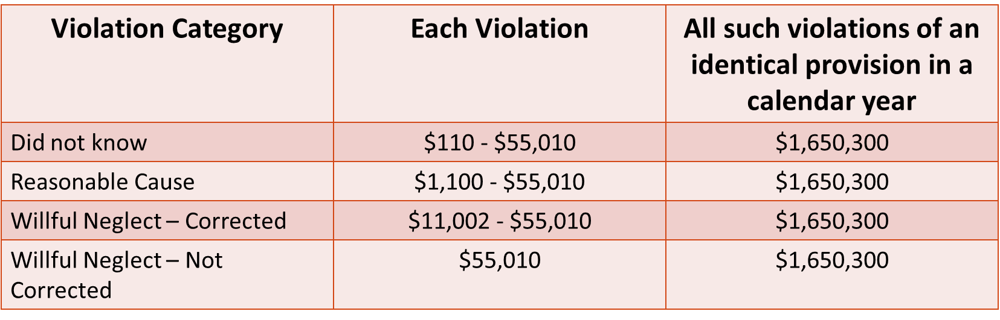 Violation Category
Each Violation
All such violations of an
identical provision in a
calendar year
Did not know
$110 - $55,010
$1,650,300
Reasonable Cause
$1,100 - $55,010
$1,650,300
Willful Neglect – Corrected
$11,002 - $55,010
$1,650,300
Willful Neglect – Not
Corrected
$55,010
$1,650,300